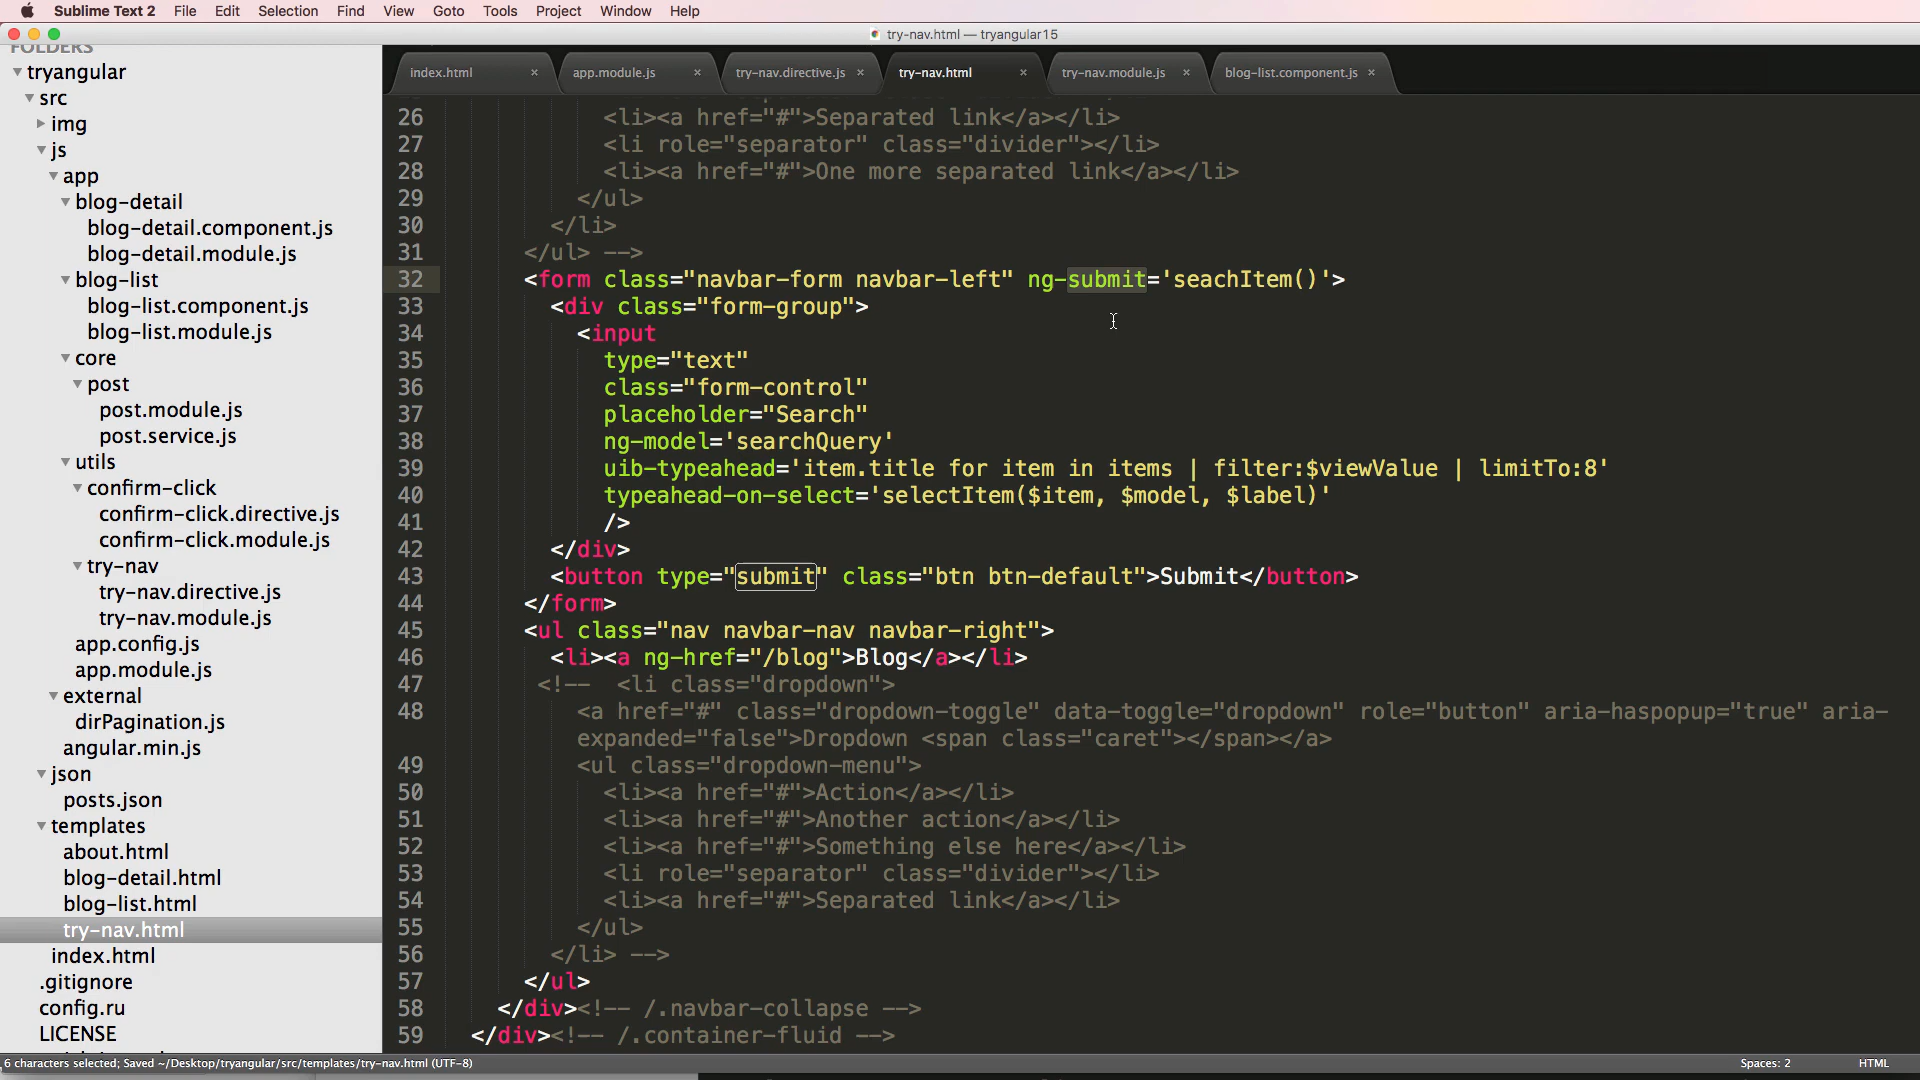 Sublime Text 2 File Edit Selection Find View Goto Tools Project Window Help
try-nav.html — tryangular15
FOLDERS
tryangular
src
img
js
app
blog-detail
blog-detail.component.js
blog-detail.module.js
blog-list
blog-list.component.js
blog-list.module.js
core
post
post.module.js
post.service.js
utils
confirm-click
confirm-click.directive.js
confirm-click.module.js
try-nav
try-nav.directive.js
try-nav.module.js
app.config.js
app.module.js
external
dirPagination.js
angular.min.js
json
posts.json
templates
about.html
blog-detail.html
blog-list.html
try-nav.html
index.html
.gitignore
config.ru
LICENSE
index.html × app.module.js × try-nav.directive.js × try-nav.html × try-nav.module.js × blog-list.component.js ×
26 <li><a href="#">Separated link</a></li>
27 <li role="separator" class="divider"></li>
28 <li><a href="#">One more separated link</a></li>
29 </ul>
30 </li>
31 </ul> -->
32 <form class="navbar-form navbar-left" ng-submit='seachItem()'>
33 <div class="form-group">
34 <input
35 type="text"
36 class="form-control"
37 placeholder="Search"
38 ng-model='searchQuery'
39 uib-typeahead='item.title for item in items | filter:$viewValue | limitTo:8'
40 typeahead-on-select='selectItem($item, $model, $label)'
41 />
42 </div>
43 <button type="submit" class="btn btn-default">Submit</button>
44 </form>
45 <ul class="nav navbar-nav navbar-right">
46 <li><a ng-href="/blog">Blog</a></li>
47 <!-- <li class="dropdown">
48 <a href="#" class="dropdown-toggle" data-toggle="dropdown" role="button" aria-haspopup="true" aria-
expanded="false">Dropdown <span class="caret"></span></a>
49 <ul class="dropdown-menu">
50 <li><a href="#">Action</a></li>
51 <li><a href="#">Another action</a></li>
52 <li><a href="#">Something else here</a></li>
53 <li role="separator" class="divider"></li>
54 <li><a href="#">Separated link</a></li>
55 </ul>
56 </li> -->
57 </ul>
58 </div><!-- /.navbar-collapse -->
59 </div><!-- /.container-fluid -->
6 characters selected; Saved ~/Desktop/tryangular/src/templates/try-nav.html (UTF-8) Spaces: 2 HTML